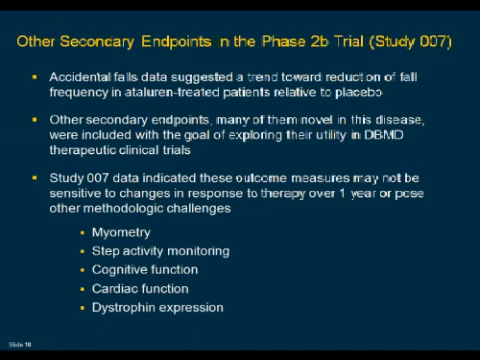 Other Secondary Endpoints in the Phase 2b Trial (Study 007)
Accidental falls data suggested a trend toward reduction of fall
frequency in ataluren-treated patients relative to placebo
Other secondary endpoints, many of them novel in this disease,
were included with the goal of exploring their utility in DBMD
therapeutic clinical trials
Study 007 data indicated these outcome measures may not be
sensitive to changes in response to therapy over 1 year or pose
other methodologic challenges
Myometry
Step activity monitoring
Cognitive function
Cardiac function
Dystrophin expression
Slide 18